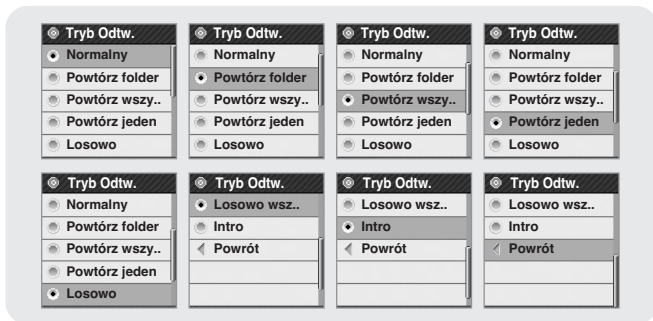 Tryb Odtw.
Normalny
Powtórz folder
Powtórz wszy..
Powtórz jeden
Losowo
Tryb Odtw.
Normalny
Powtórz folder
Powtórz wszy..
Powtórz jeden
Losowo
Tryb Odtw.
Normalny
Powtórz folder
Powtórz wszy..
Powtórz jeden
Losowo
Tryb Odtw.
Normalny
Powtórz folder
Powtórz wszy..
Powtórz jeden
Losowo
Tryb Odtw.
Normalny
Powtórz folder
Powtórz wszy..
Powtórz jeden
Losowo
Tryb Odtw.
Losowo wsz..
Intro
Powrót
Tryb Odtw.
Losowo wsz..
Intro
Powrót
Tryb Odtw.
Losowo wsz..
Intro
Powrót